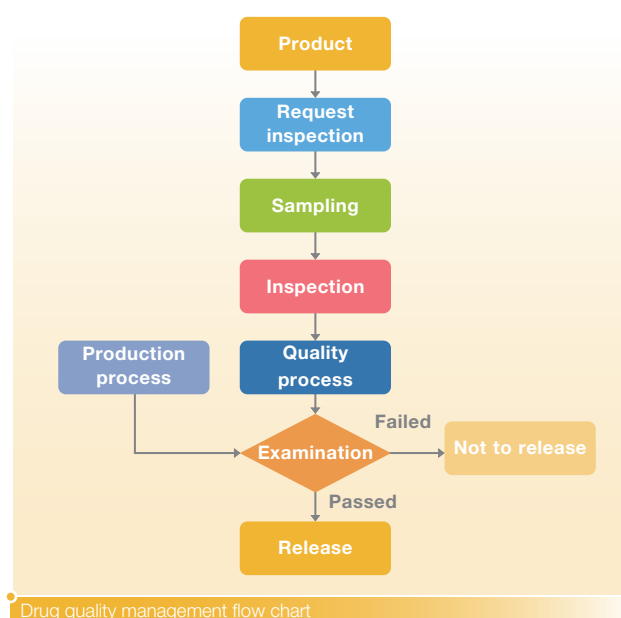 Product
Request
inspection
Sampling
Inspection
Production
process
Quality
process
Failed
Examination
Not to release
Passed
Release
Drug quality management flow chart